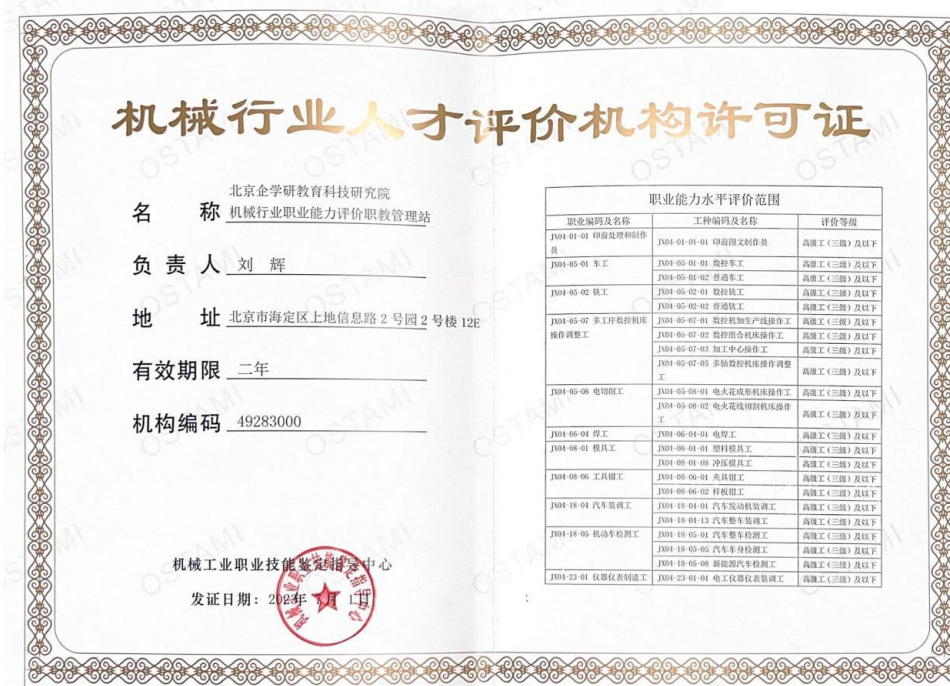 机械行业人才评价机构许可证
名 称 北京企学研教育科技研究院
机械行业职业能力评价职教管理站
负责人 刘 辉
地 址 北京市海定区上地信息路 2 号园 2 号楼 12E
有效期限 二年
机构编码 49283000
机械工业职业技能鉴定指导中心
发证日期：2023年 7月 1日
职业能力水平评价范围
职业编码及名称 工种编码及名称 评价等级
JX04-01-01 印前处理和制作员 JX04-01-01-01 印前图文制作员 高级工（三级）及以下
JX04-05-01 车工 JX04-05-01-01 数控车工 高级工（三级）及以下
JX04-05-01-02 普通车工 高级工（三级）及以下
JX04-05-02 铣工 JX04-05-02-01 数控铣工 高级工（三级）及以下
JX04-05-02-02 普通铣工 高级工（三级）及以下
JX04-05-07 多工序数控机床操作调整工 JX04-05-07-01 数控机加生产线操作工 高级工（三级）及以下
JX04-05-07-02 数控组合机床操作工 高级工（三级）及以下
JX04-05-07-03 加工中心操作工 高级工（三级）及以下
JX04-05-07-05 多轴数控机床操作调整工 高级工（三级）及以下
JX04-05-08 电切削工 JX04-05-08-01 电火花成形机床操作工 高级工（三级）及以下
JX04-05-08-02 电火花线切割机床操作工 高级工（三级）及以下
JX04-06-04 焊工 JX04-06-04-01 电焊工 高级工（三级）及以下
JX04-08-01 模具工 JX04-08-01-01 塑料模具工 高级工（三级）及以下
JX04-08-01-08 冲压模具工 高级工（三级）及以下
JX04-08-06 工具钳工 JX04-08-06-01 夹具钳工 高级工（三级）及以下
JX04-08-06-02 样板钳工 高级工（三级）及以下
JX04-18-04 汽车装调工 JX04-18-04-01 汽车发动机装调工 高级工（三级）及以下
JX04-18-04-13 汽车整车装调工 高级工（三级）及以下
JX04-18-05 机动车检测工 JX04-18-05-01 汽车整车检测工 高级工（三级）及以下
JX04-18-05-05 汽车车身检测工 高级工（三级）及以下
JX04-18-05-08 新能源汽车检测工 高级工（三级）及以下
JX04-23-01 仪器仪表制造工 JX04-23-01-01 电工仪器仪表装调工 高级工（三级）及以下
机械工业职业技能鉴定指导中心
OSTAMI